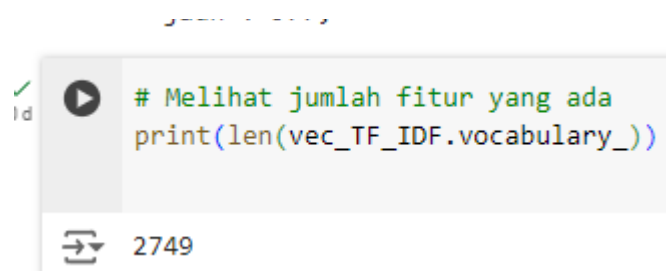 # Melihat jumlah fitur yang ada
print(len(vec_TF_IDF.vocabulary_))
2749